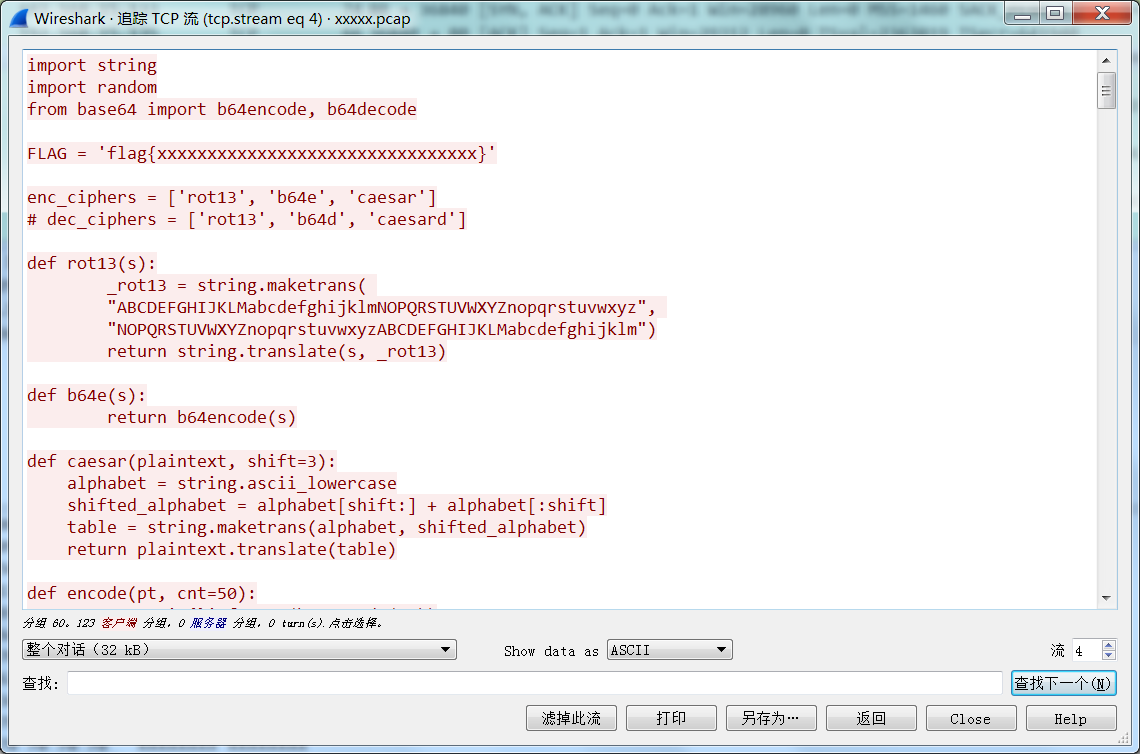 Wireshark · 追踪 TCP 流 (tcp.stream eq 4) · xxxxx.pcap
import string
import random
from base64 import b64encode, b64decode
FLAG = 'flag{xxxxxxxxxxxxxxxxxxxxxxxxxxxxxxxx}'
enc_ciphers = ['rot13', 'b64e', 'caesar']
# dec_ciphers = ['rot13', 'b64d', 'caesard']
def rot13(s):
_rot13 = string.maketrans(
"ABCDEFGHIJKLMabcdefghijklmNOPQRSTUVWXYZnopqrstuvwxyz",
"NOPQRSTUVWXYZnopqrstuvwxyzABCDEFGHIJKLMabcdefghijklm")
return string.translate(s, _rot13)
def b64e(s):
return b64encode(s)
def caesar(plaintext, shift=3):
alphabet = string.ascii_lowercase
shifted_alphabet = alphabet[shift:] + alphabet[:shift]
table = string.maketrans(alphabet, shifted_alphabet)
return plaintext.translate(table)
def encode(pt, cnt=50):
分组 60。123 客户端 分组，0 服务器 分组，0 turn(s).点击选择。
整个对话 (32 kB)
Show data as ASCII
流 4
查找:
查找下一个(N)
滤掉此流 打印 另存为… 返回 Close Help